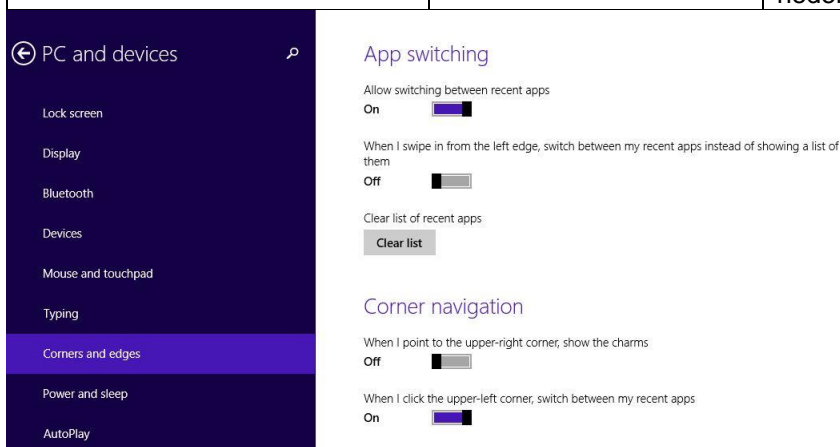 PC and devices
Lock screen
Display
Bluetooth
Devices
Mouse and touchpad
Typing
Corners and edges
Power and sleep
AutoPlay
App switching
Allow switching between recent apps
On
When I swipe in from the left edge, switch between my recent apps instead of showing a list of
them
Off
Clear list of recent apps
Clear list
Corner navigation
When I point to the upper-right corner, show the charms
Off
When I click the upper-left corner, switch between my recent apps
On